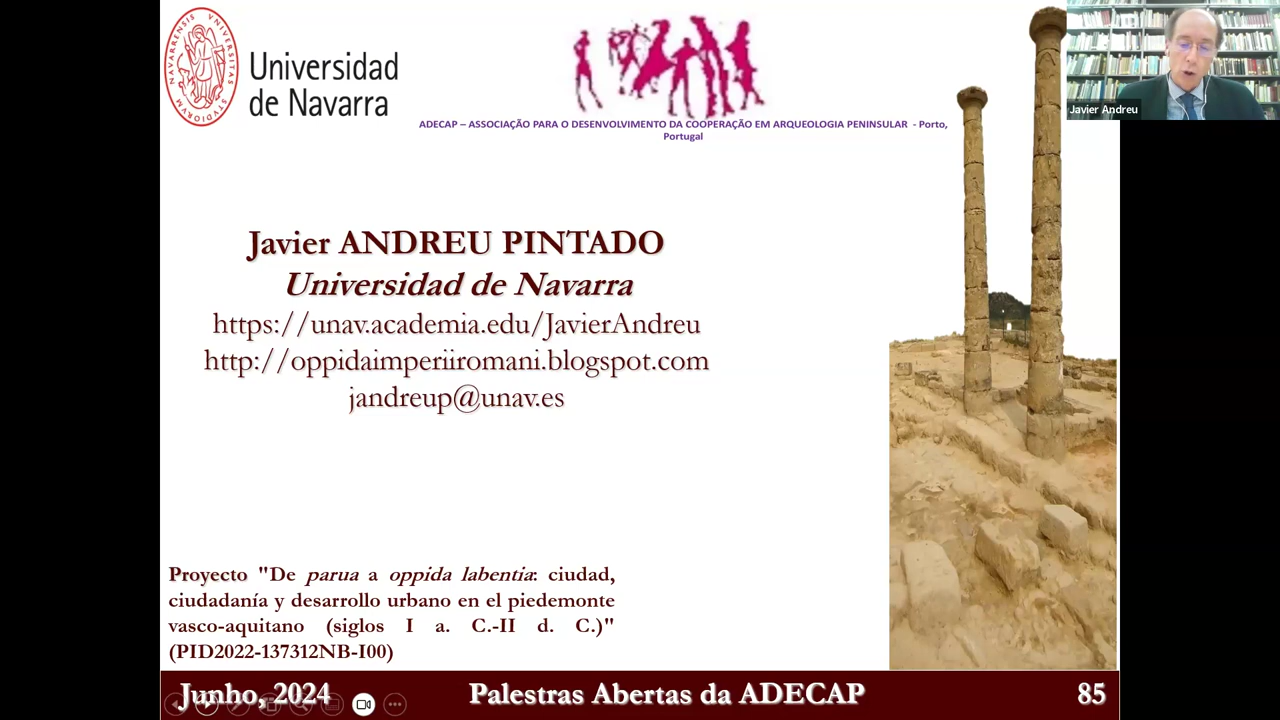 NAVARRENSIS VNIVERSITAS STVDIORVM
Universidad
de Navarra
ADECAP – ASSOCIAÇÃO PARA O DESENVOLVIMENTO DA COOPERAÇÃO EM ARQUEOLOGIA PENINSULAR - Porto,
Portugal
Javier Andreu
Javier ANDREU PINTADO
Universidad de Navarra
https://unav.academia.edu/JavierAndreu
http://oppidaimperiiromani.blogspot.com
jandreup@unav.es
Proyecto "De parua a oppida labentia: ciudad,
ciudadanía y desarrollo urbano en el piedemonte
vasco-aquitano (siglos I a. C.-II d. C.)"
(PID2022-137312NB-I00)
Junho, 2024
Palestras Abertas da ADECAP
85